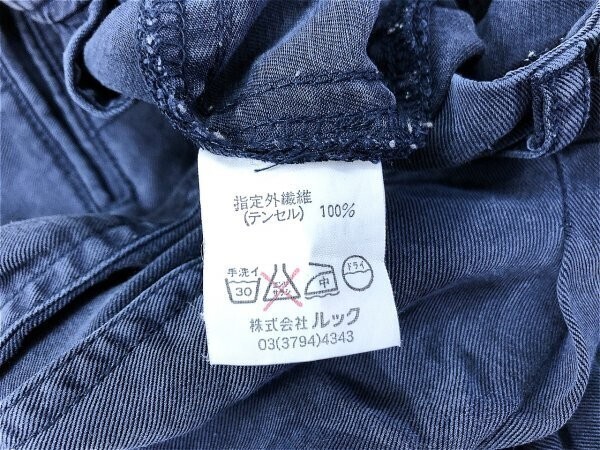 指定外繊維
(テンセル) 100%
手洗イ
30
エンソ
サラシ
中
ドライ
株式会社 ルック
03(3794)4343